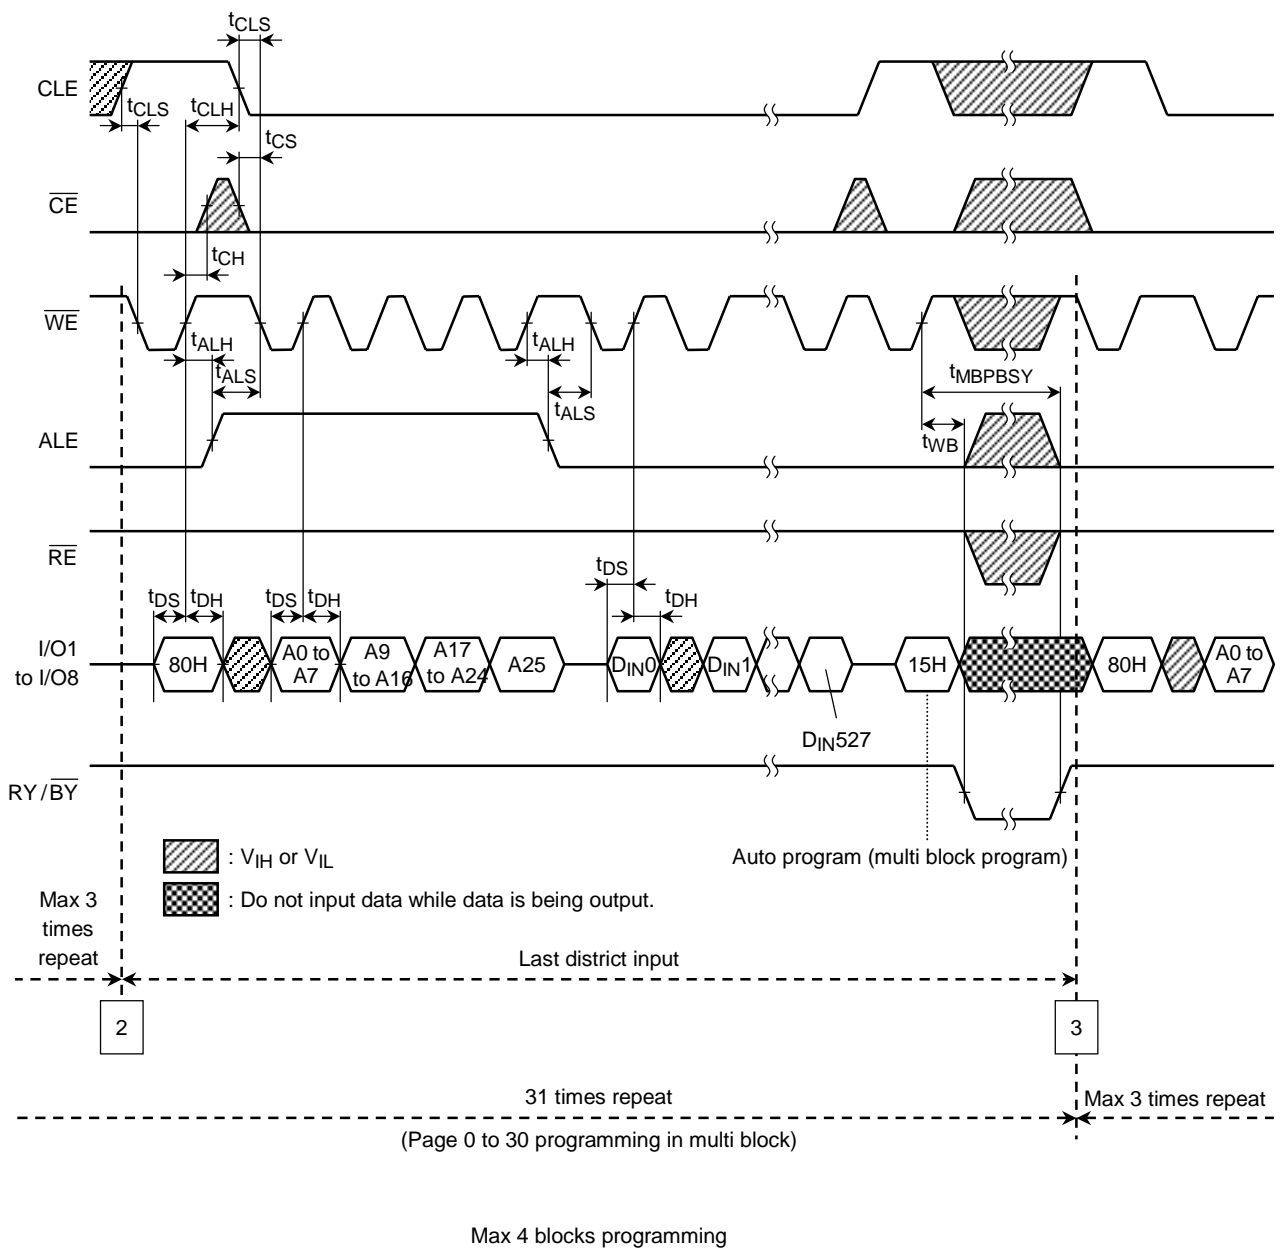 tCLS
CLE
tCLS
tCLH
tCS
CE
tCH
WE
tALH
tALH
tALS
tMBPBSY
tALS
ALE
tWB
RE
tDS
tDS
tDH
tDS
tDH
tDH
I/O1
to I/O8
80H
A0 to
A7
A9
to A16
A17
to A24
A25
DIN0
DIN1
15H
80H
A0 to
A7
DIN527
RY/BY
: VIH or VIL
Auto program (multi block program)
: Do not input data while data is being output.
Max 3
times
repeat
Last district input
2
3
31 times repeat
Max 3 times repeat
(Page 0 to 30 programming in multi block)
Max 4 blocks programming